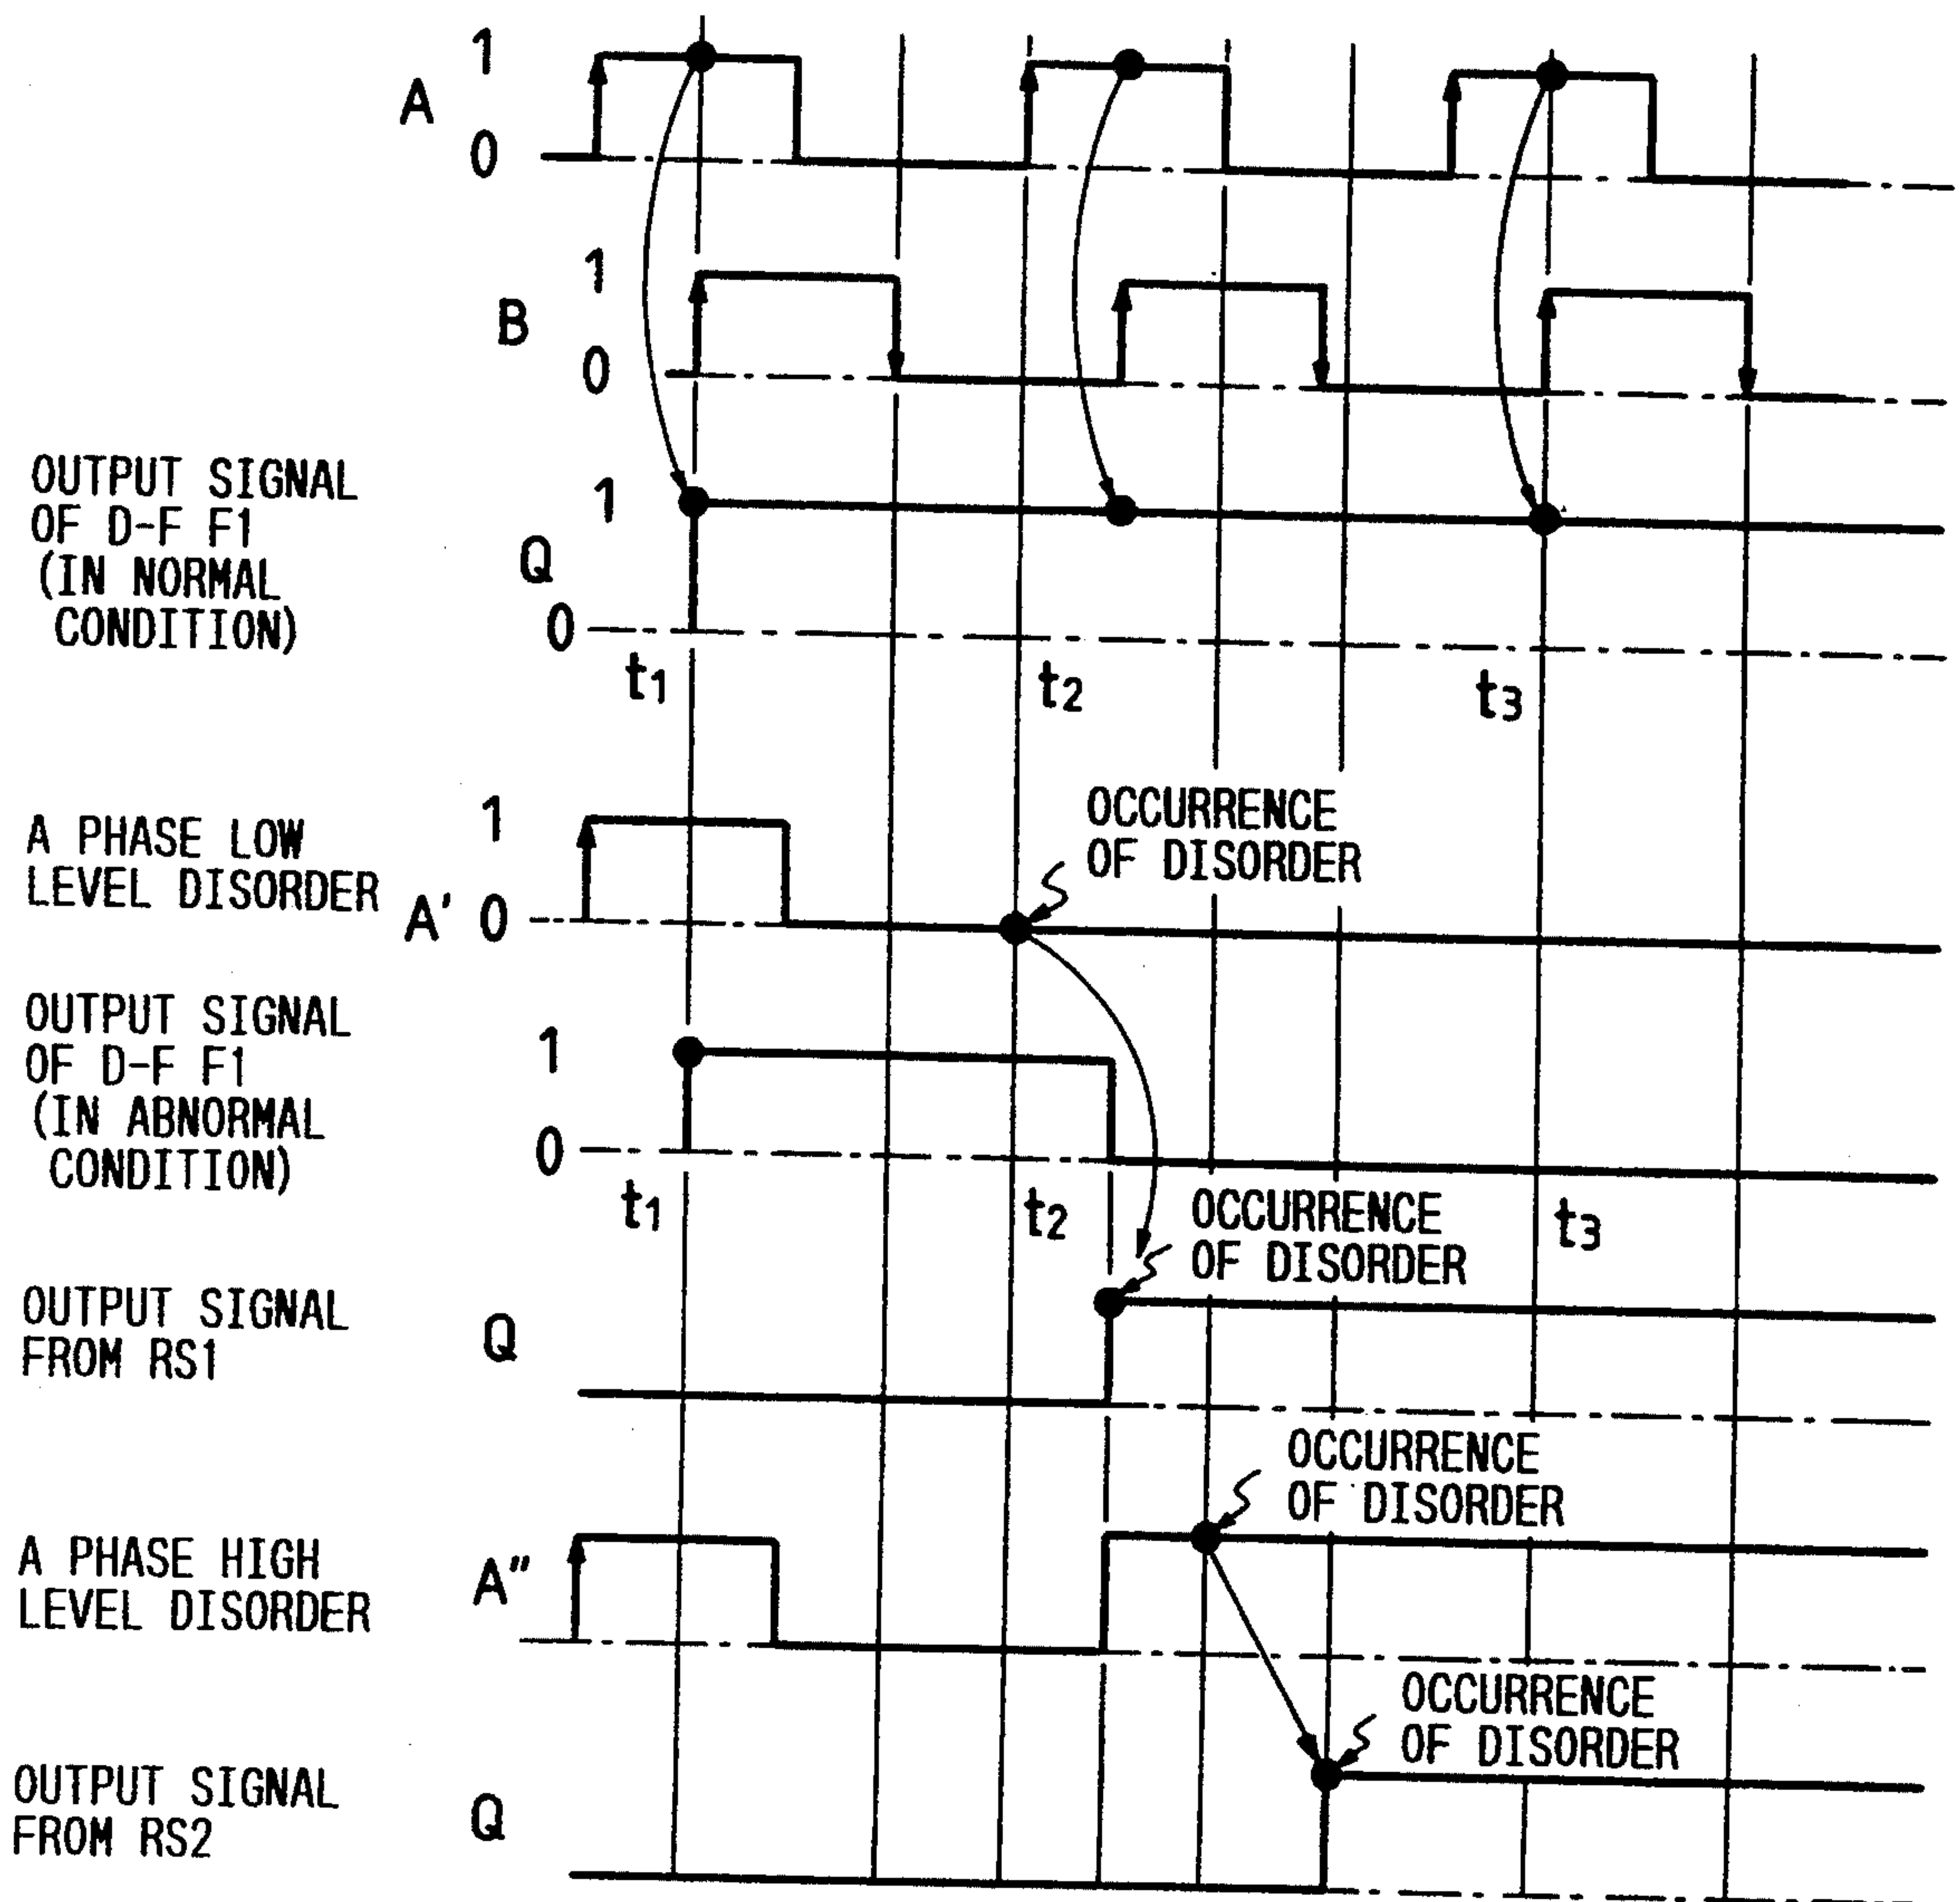 1
A
0
1
B
0
OUTPUT SIGNAL
OF D-F F1
(IN NORMAL
CONDITION)
1
Q
0
t1
t2
t3
A PHASE LOW
LEVEL DISORDER
1
A' 0
OCCURRENCE
OF DISORDER
OUTPUT SIGNAL
OF D-F F1
(IN ABNORMAL
CONDITION)
1
0
t1
t2
t3
OCCURRENCE
OF DISORDER
OUTPUT SIGNAL
FROM RS1
Q
OCCURRENCE
OF DISORDER
A PHASE HIGH
LEVEL DISORDER
A"
OCCURRENCE
OF DISORDER
OUTPUT SIGNAL
FROM RS2
Q